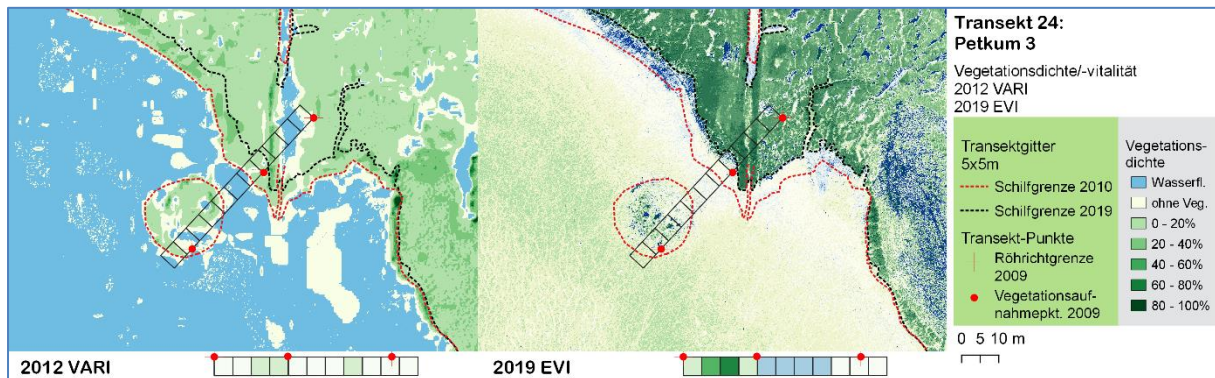 Transekt 24:
Petkum 3
Vegetationsdichte/-vitalität
2012 VARI
2019 EVI
Transektgitter
5x5m
Schilfgrenze 2010
Schilfgrenze 2019
Transekt-Punkte
Röhrichtgrenze
2009
Vegetationsauf-
nahmepkt. 2009
Vegetations-
dichte
Wasserfl.
ohne Veg.
0 - 20%
20 - 40%
40 - 60%
60 - 80%
80 - 100%
0 5 10 m
2012 VARI
2019 EVI